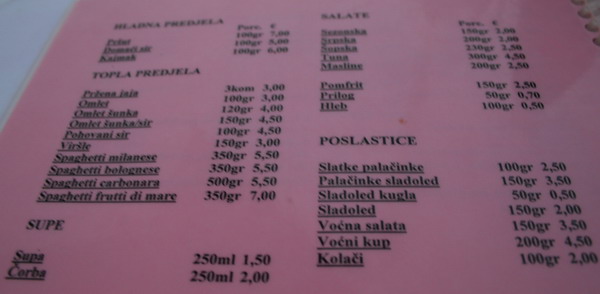 HLADNA PREDJELA Porc. €
Pršut 100gr 7,00
Domaći sir 100gr 5,00
Kajmak 100gr 6,00
TOPLA PREDJELA
Pržena jaja 3kom 3,00
Omlet 100gr 3,00
Omlet šunka 120gr 4,00
Omlet šunka/sir 150gr 4,50
Pohovani sir 100gr 4,50
Viršle 150gr 3,00
Spaghetti milanese 350gr 5,50
Spaghetti bolognese 350gr 5,50
Spaghetti carbonara 500gr 5,50
Spaghetti frutti di mare 350gr 7,00
SUPE
Supa 250ml 1,50
Čorba 250ml 2,00
SALATE Porc. €
Sezonska 150gr 2,00
Srpska 200gr 2,00
Šopska 230gr 2,50
Tuna 300gr 4,50
Masline 200gr 2,50
Pomfrit 150gr 2,50
Prilog 50gr 0,70
Hleb 100gr 0,50
POSLASTICE
Slatke palačinke 100gr 2,50
Palačinke sladoled 150gr 3,50
Sladoled kugla 50gr 0,50
Sladoled 150gr 2,00
Voćna salata 150gr 3,50
Voćni kup 200gr 4,50
Kolači 100gr 2,00